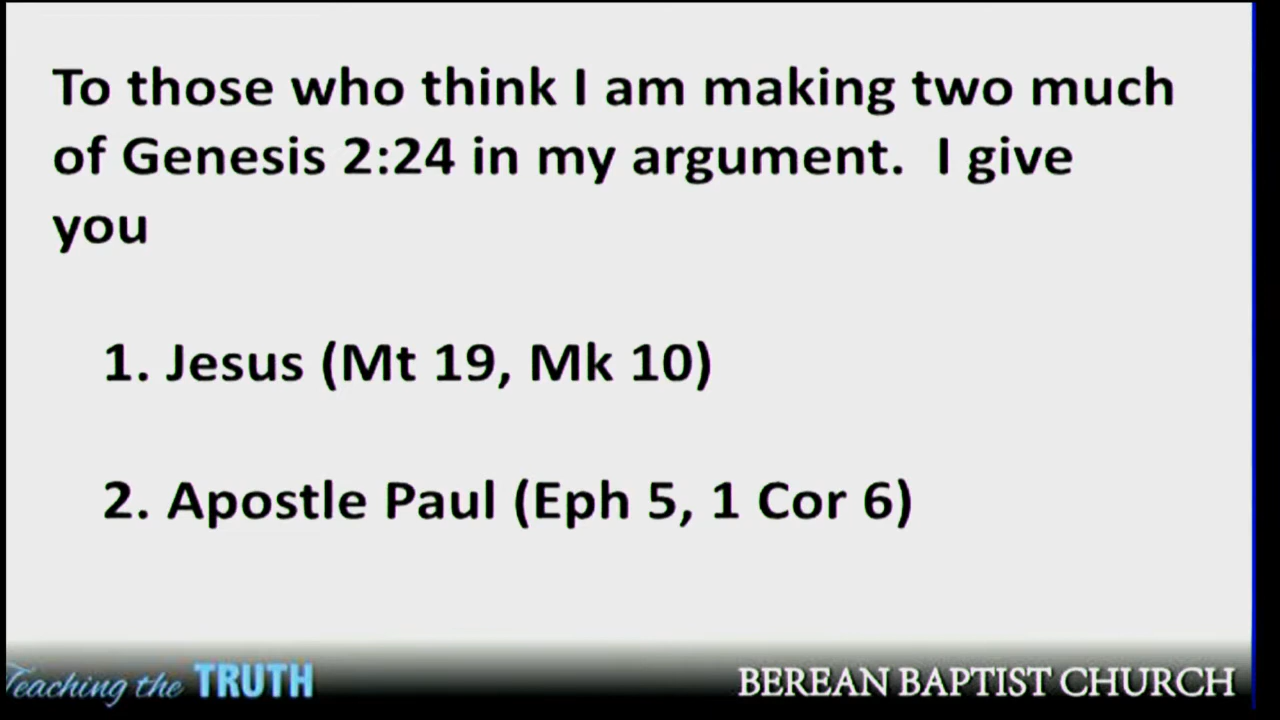 To those who think I am making two much
of Genesis 2:24 in my argument.  I give
you
1. Jesus (Mt 19, Mk 10)
2. Apostle Paul (Eph 5, 1 Cor 6)
Teaching the TRUTH
BEREAN BAPTIST CHURCH